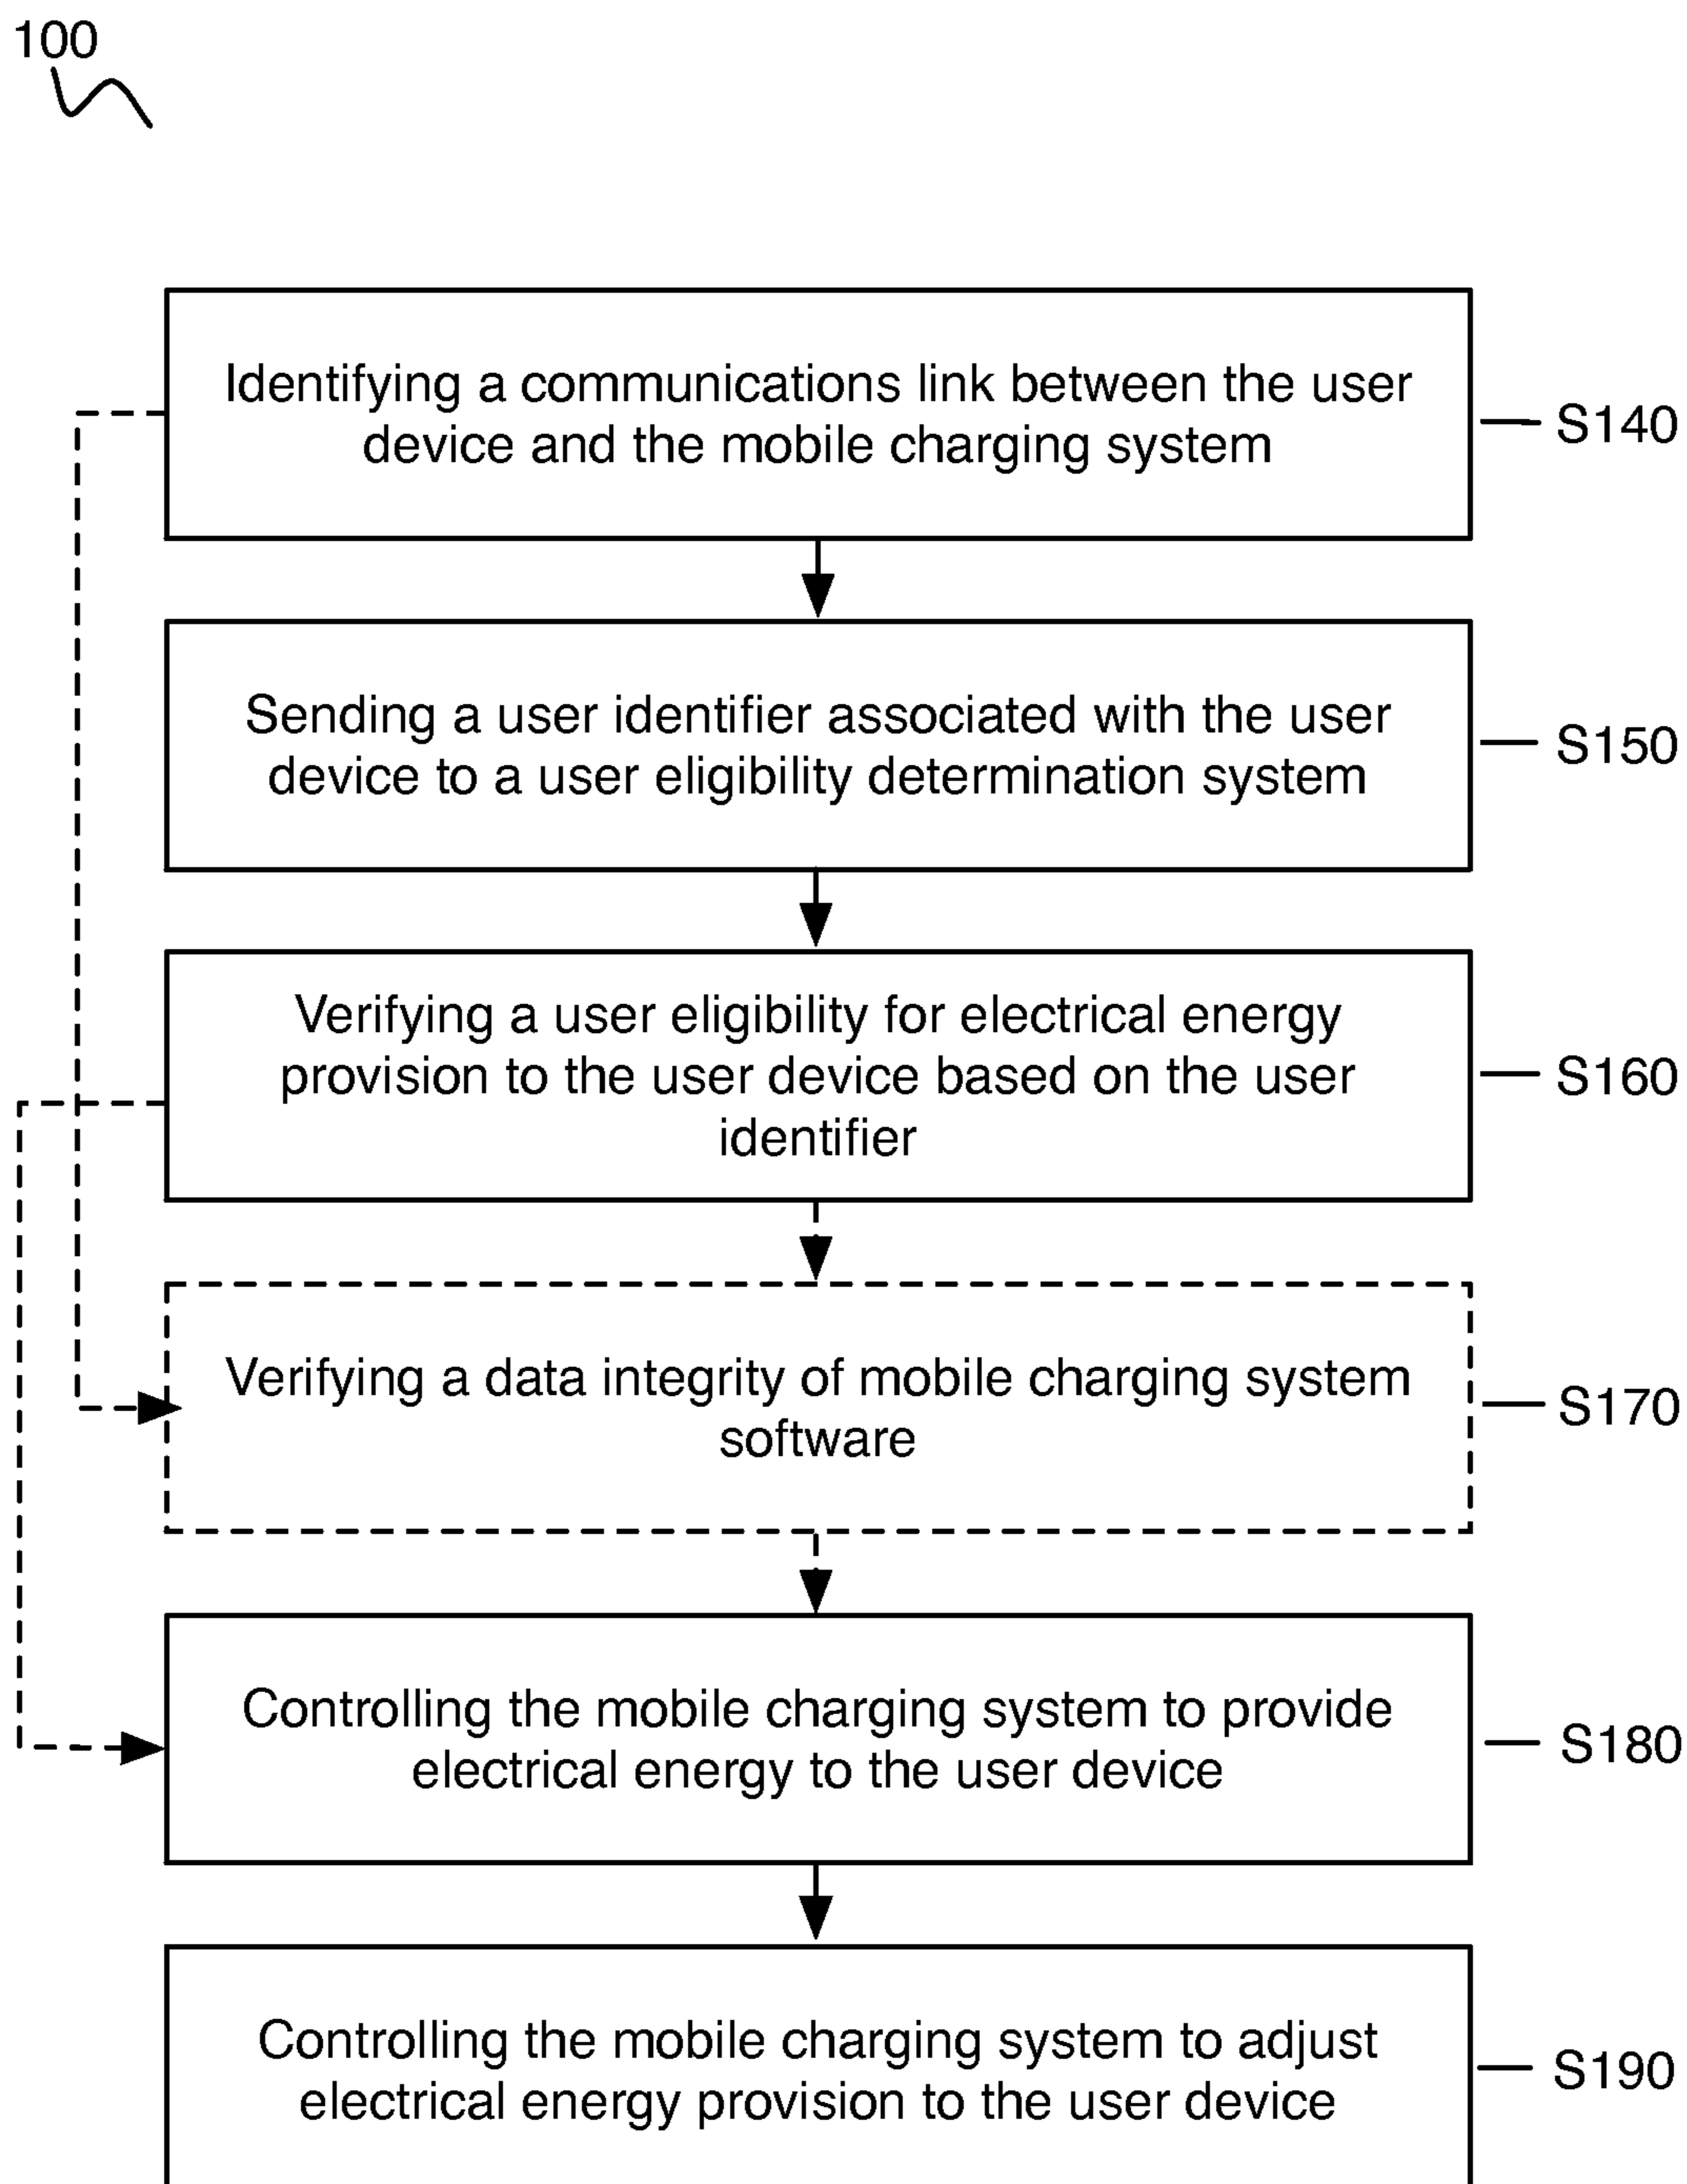 100
Identifying a communications link between the user
device and the mobile charging system
S140
Sending a user identifier associated with the user
device to a user eligibility determination system
S150
Verifying a user eligibility for electrical energy
provision to the user device based on the user
identifier
S160
Verifying a data integrity of mobile charging system
software
S170
Controlling the mobile charging system to provide
electrical energy to the user device
S180
Controlling the mobile charging system to adjust
electrical energy provision to the user device
S190